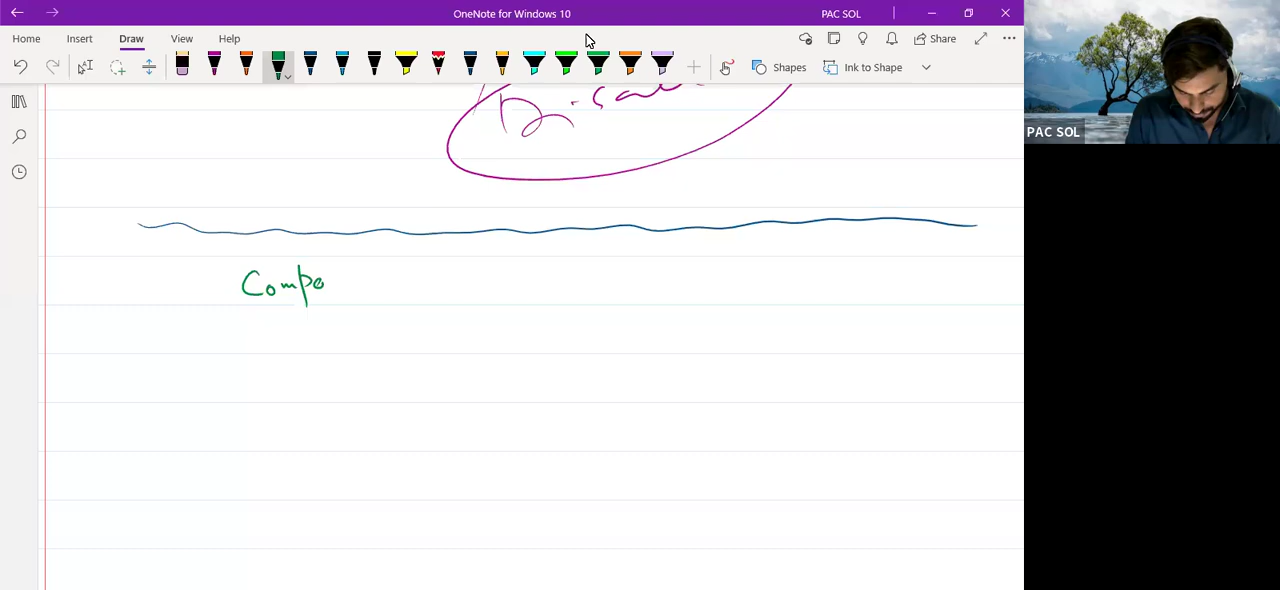 OneNote for Windows 10
PAC SOL
Home Insert Draw View Help
Share
Shapes
Ink to Shape
PAC SOL
Compo